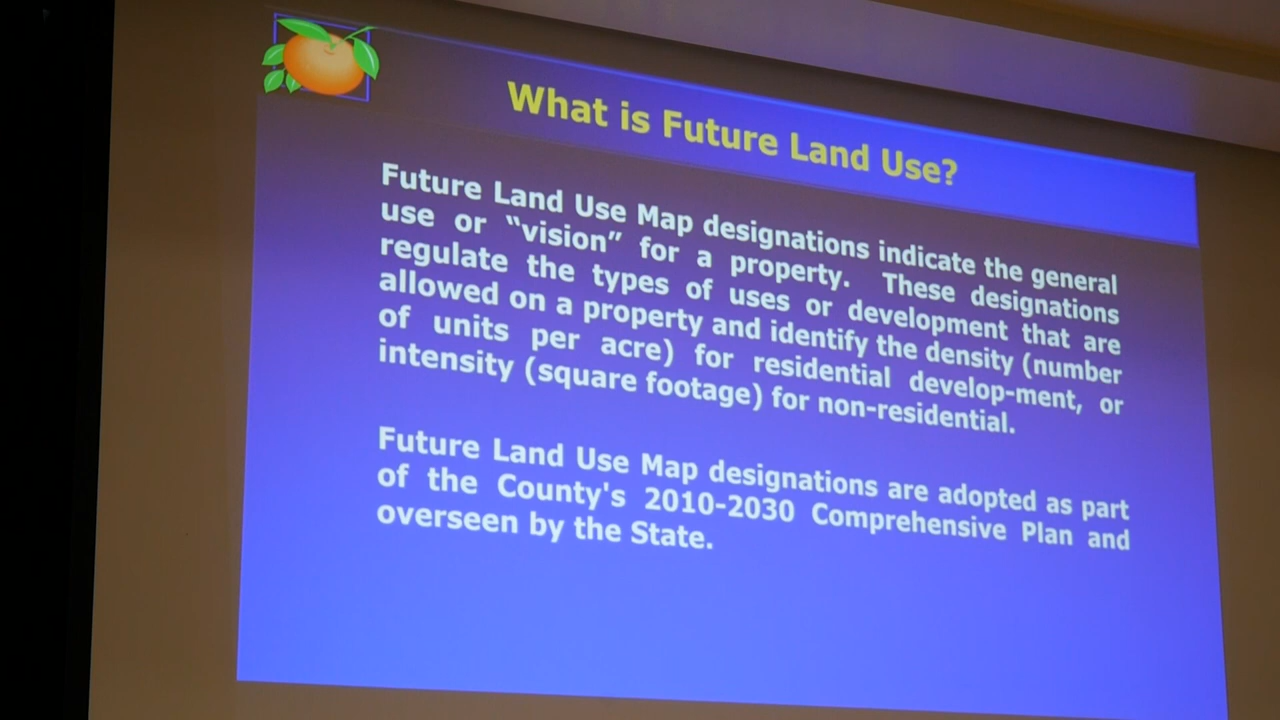 What is Future Land Use?
Future Land Use Map designations indicate the general
use or “vision” for a property. These designations
regulate the types of uses or development that are
allowed on a property and identify the density (number
of units per acre) for residential develop-ment, or
intensity (square footage) for non-residential.
Future Land Use Map designations are adopted as part
of the County's 2010-2030 Comprehensive Plan and
overseen by the State.